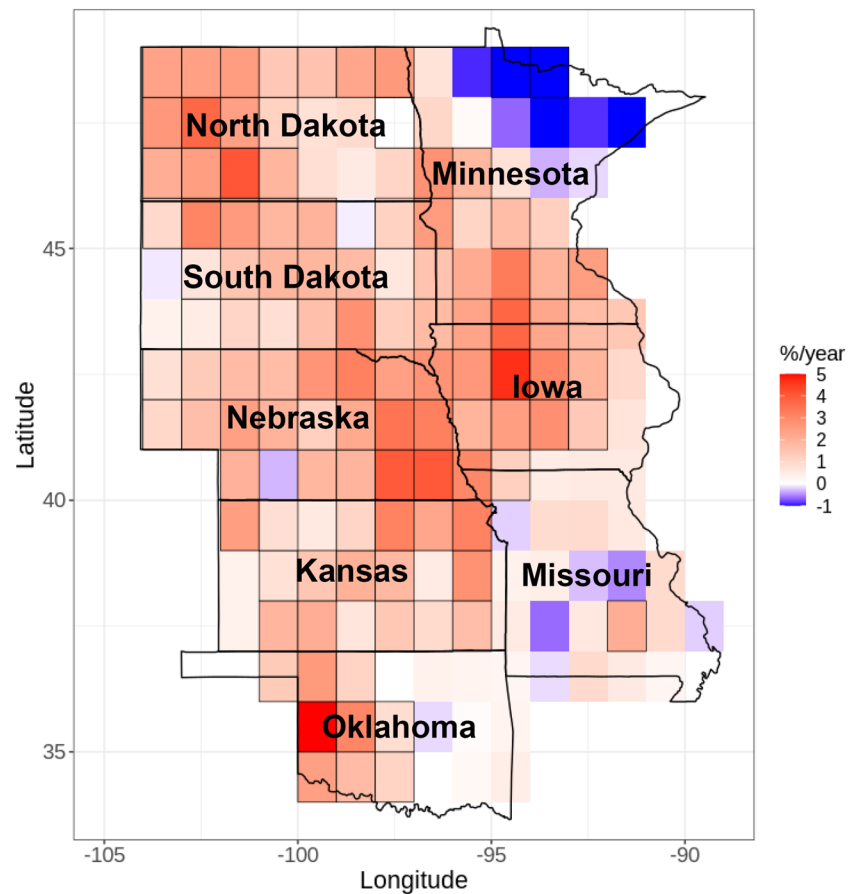 North Dakota
Minnesota
45
South Dakota
%/year
5
4
3
2
1
0
-1
Iowa
Nebraska
Latitude
40
Kansas
Missouri
Oklahoma
35
-105
-100
-95
-90
Longitude